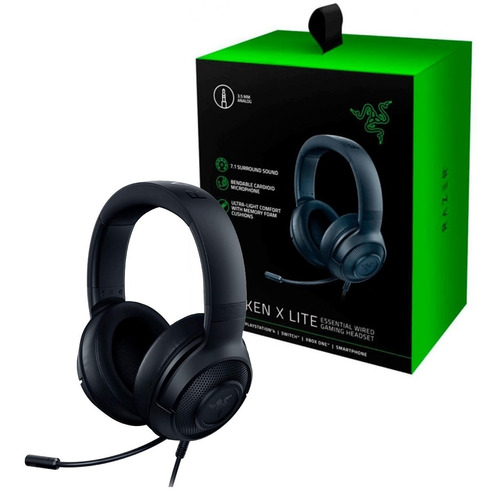 3.5 MM
ANALOG
7.1 SURROUND SOUND
BENDABLE CARDIOID
MICROPHONE
ULTRA-LIGHT COMFORT
WITH MEMORY FOAM
CUSHIONS
RAZER
KEN X LITE
ESSENTIAL WIRED
GAMING HEADSET
PLAYSTATION®4 | SWITCH™ | XBOX ONE™ | SMARTPHONE